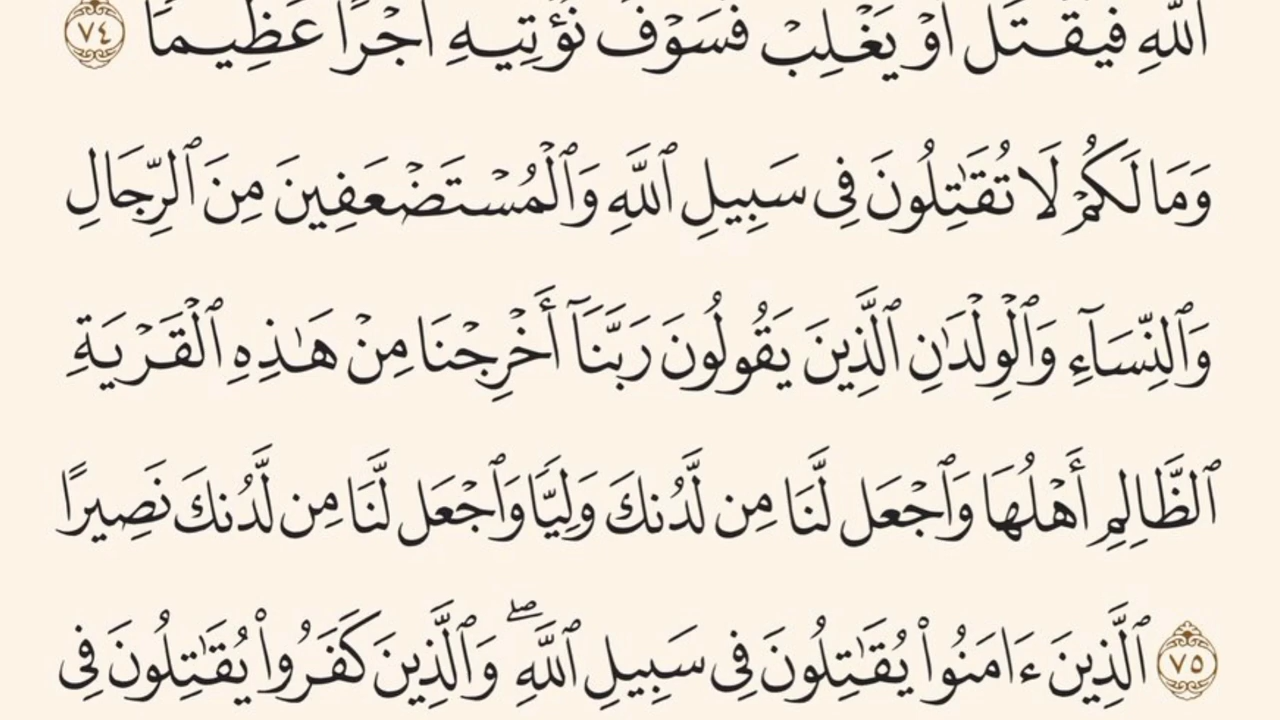 ٱللَّهِ فَيُقۡتَلۡ أَوۡ يَغۡلِبۡ فَسَوۡفَ نُؤۡتِيهِ أَجۡرًا عَظِيمٗا ٧٤
وَمَا لَكُمۡ لَا تُقَٰتِلُونَ فِي سَبِيلِ ٱللَّهِ وَٱلۡمُسۡتَضۡعَفِينَ مِنَ ٱلرِّجَالِ
وَٱلنِّسَآءِ وَٱلۡوِلۡدَٰنِ ٱلَّذِينَ يَقُولُونَ رَبَّنَآ أَخۡرِجۡنَا مِنۡ هَٰذِهِ ٱلۡقَرۡيَةِ
ٱلظَّالِمِ أَهۡلُهَا وَٱجۡعَل لَّنَا مِن لَّدُنكَ وَلِيّٗا وَٱجۡعَل لَّنَا مِن لَّدُنكَ نَصِيرًا
٧٥ ٱلَّذِينَ ءَامَنُواْ يُقَٰتِلُونَ فِي سَبِيلِ ٱللَّهِۖ وَٱلَّذِينَ كَفَرُواْ يُقَٰتِلُونَ فِي